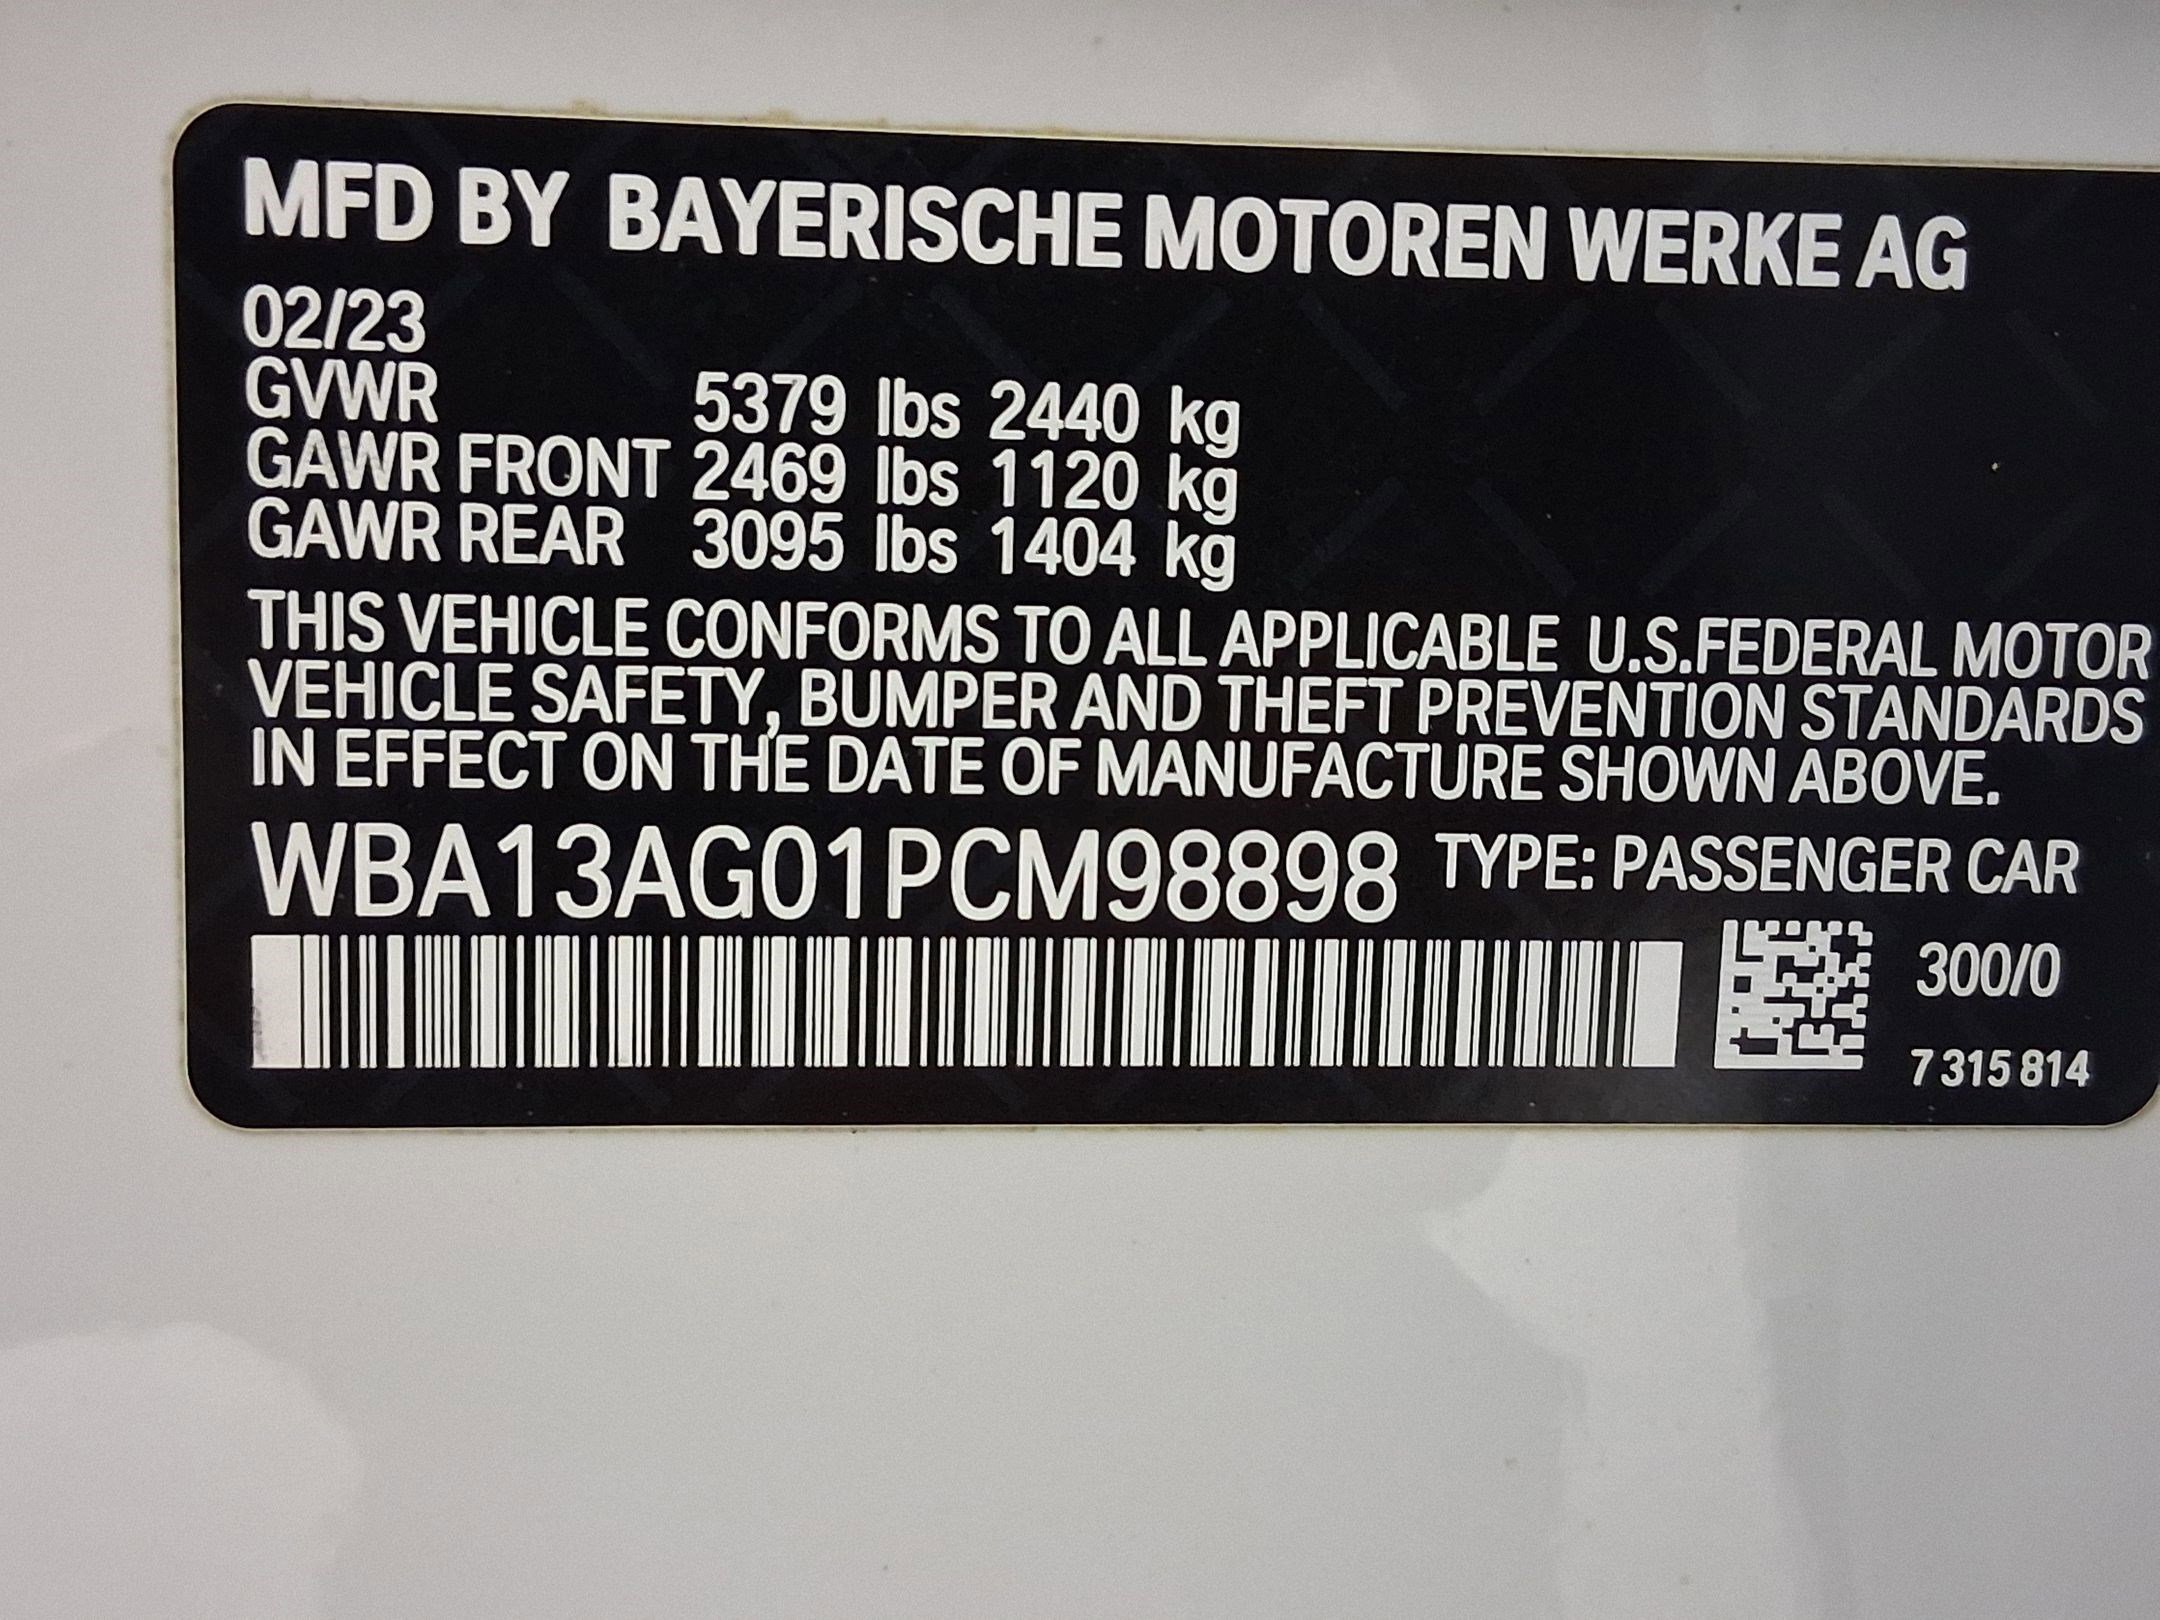 MFD BY BAYERISCHE MOTOREN WERKE AG
02/23
GVWR 5379 lbs 2440 kg
GAWR FRONT 2469 lbs 1120 kg
GAWR REAR 3095 lbs 1404 kg
THIS VEHICLE CONFORMS TO ALL APPLICABLE U.S.FEDERAL MOTOR
VEHICLE SAFETY, BUMPER AND THEFT PREVENTION STANDARDS
IN EFFECT ON THE DATE OF MANUFACTURE SHOWN ABOVE.
WBA13AG01PCM98898 TYPE: PASSENGER CAR
300/0
7 315 814